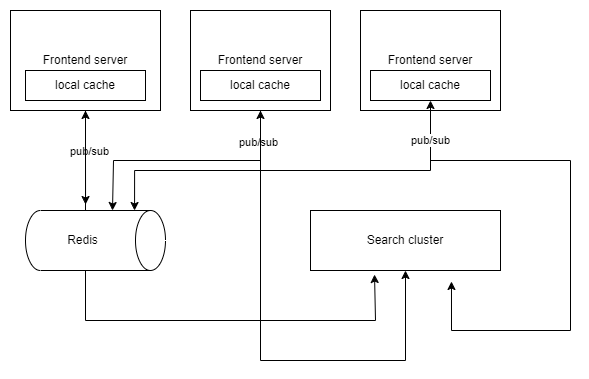 Frontend server
local cache
Frontend server
local cache
Frontend server
local cache
pub/sub
pub/sub
pub/sub
Redis
Search cluster